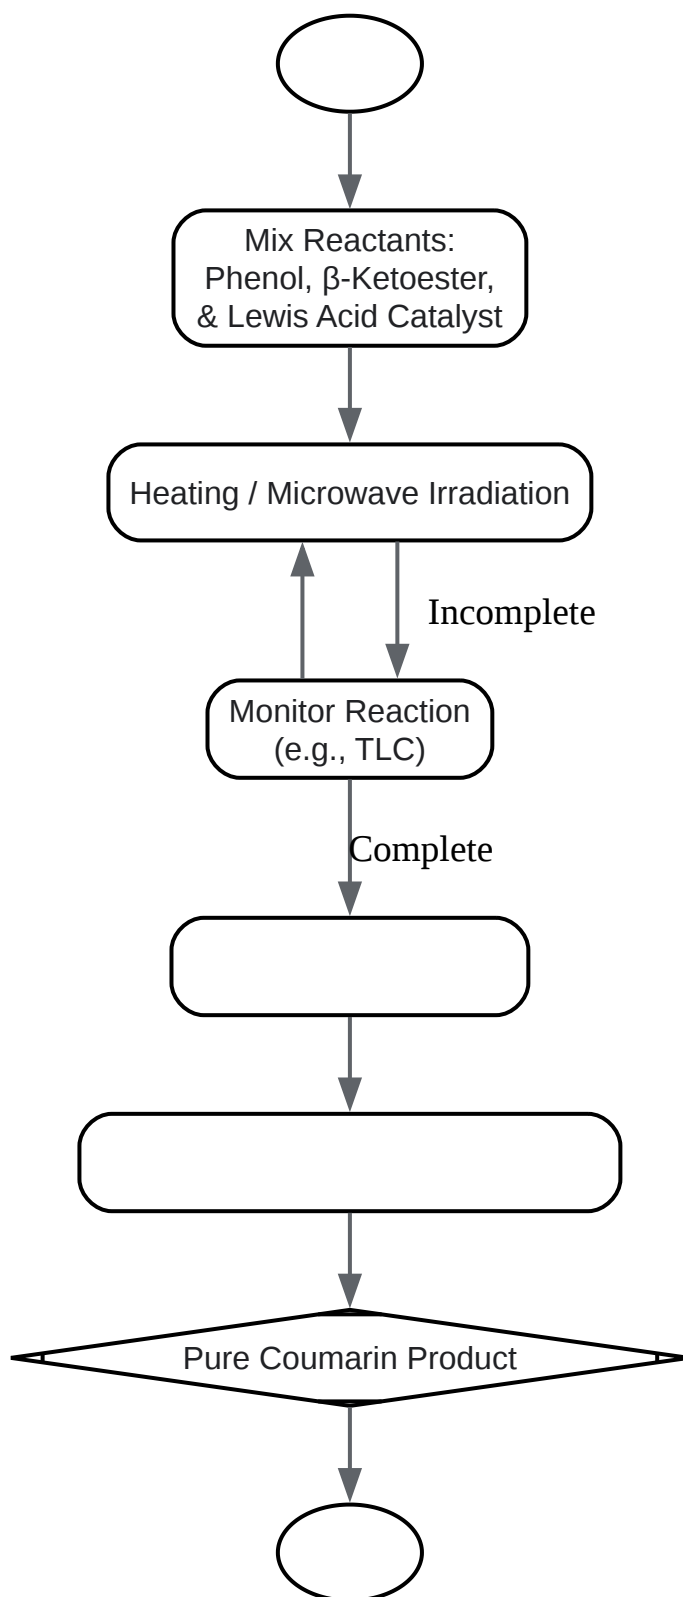 Mix Reactants:
Phenol, β-Ketoester,
& Lewis Acid Catalyst
Heating / Microwave Irradiation
Incomplete
Monitor Reaction
(e.g., TLC)
Complete
Pure Coumarin Product